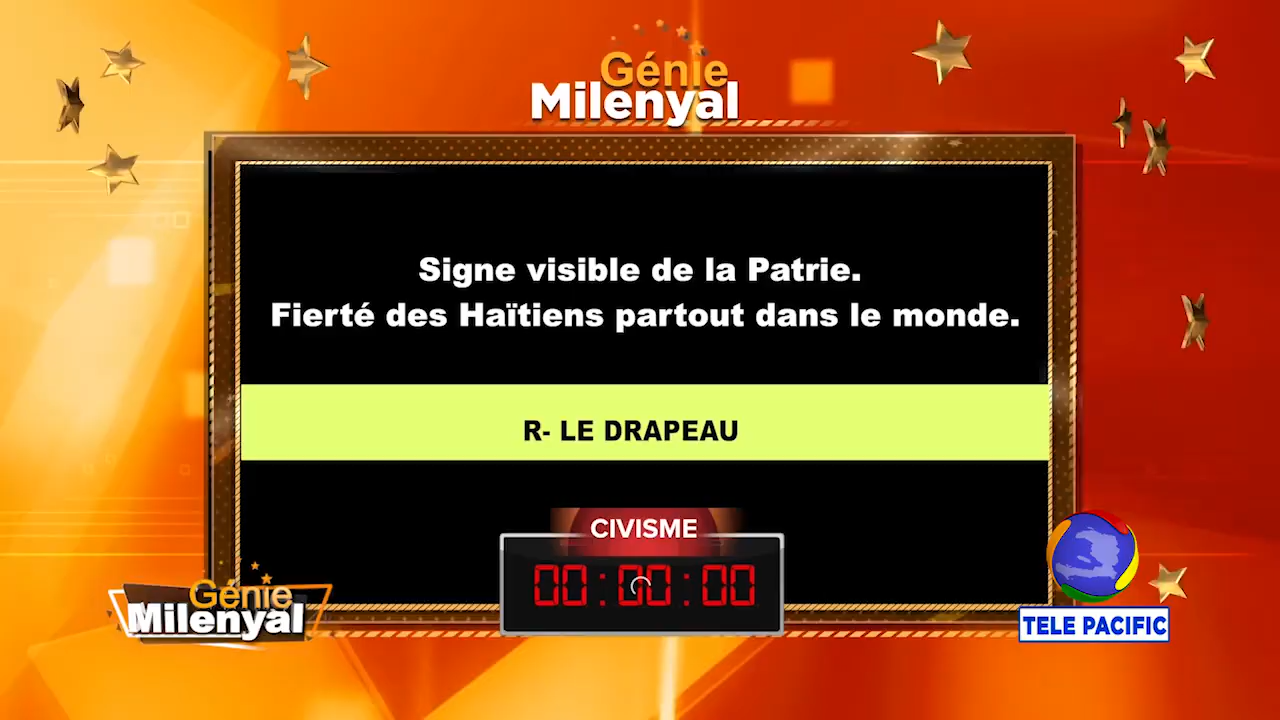 Génie
Milenyal
Signe visible de la Patrie.
Fierté des Haïtiens partout dans le monde.
R- LE DRAPEAU
CIVISME
00:00:00
Génie
Milenyal
TELE PACIFIC